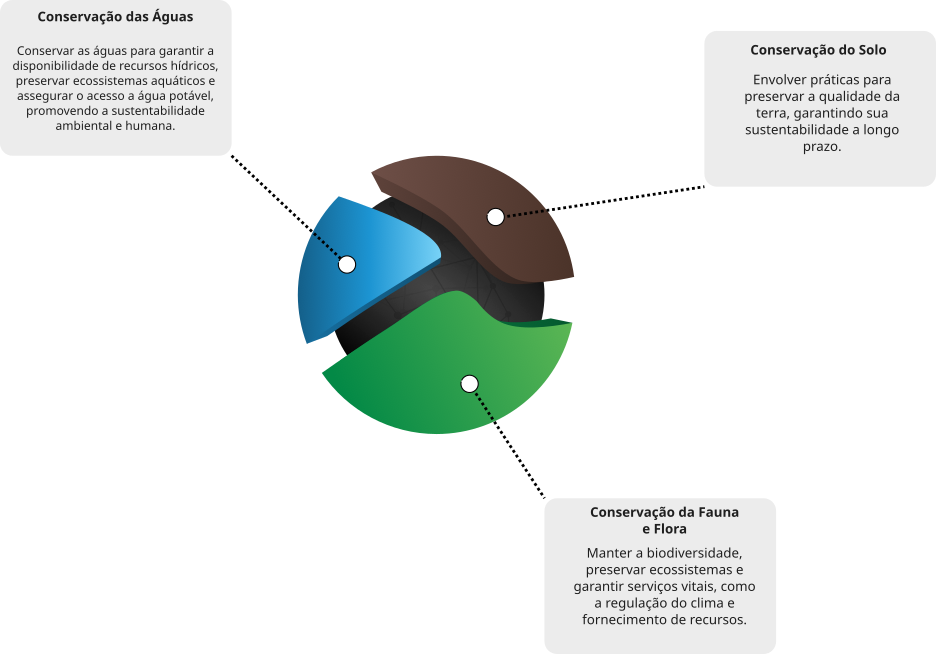 Conservação das Águas
Conservar as águas para garantir a
disponibilidade de recursos hídricos,
preservar ecossistemas aquáticos e
assegurar o acesso a água potável,
promovendo a sustentabilidade
ambiental e humana.
Conservação do Solo
Envolver práticas para
preservar a qualidade da
terra, garantindo sua
sustentabilidade a longo
prazo.
Conservação da Fauna
e Flora
Manter a biodiversidade,
preservar ecossistemas e
garantir serviços vitais, como
a regulação do clima e
fornecimento de recursos.